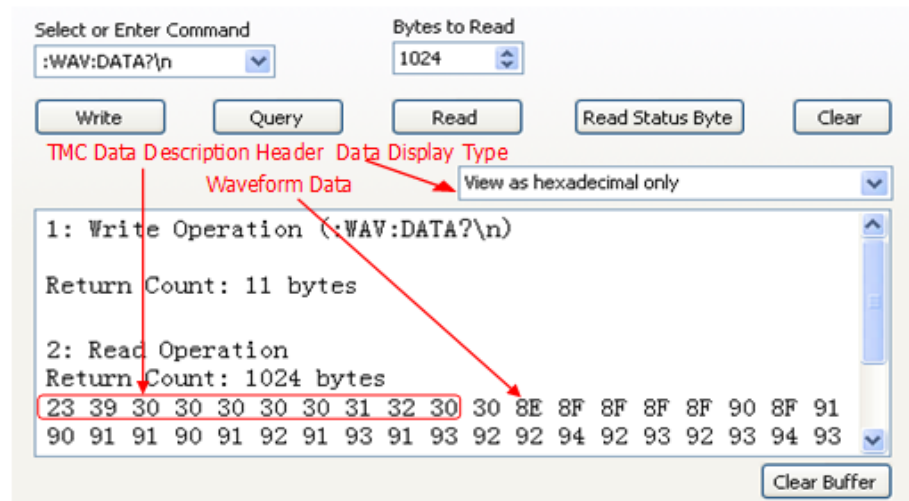 Select or Enter Command Bytes to Read
:WAV:DATA?\n 1024
Write Query Read Read Status Byte Clear
TMC Data Description Header Data Display Type
Waveform Data View as hexadecimal only
1: Write Operation (:WAV:DATA?\n)
Return Count: 11 bytes
2: Read Operation
Return Count: 1024 bytes
23 39 30 30 30 30 30 31 32 30 30 8E 8F 8F 8F 8F 90 8F 91
90 91 91 90 91 92 91 93 91 93 92 92 94 92 93 92 93 94 93
Clear Buffer